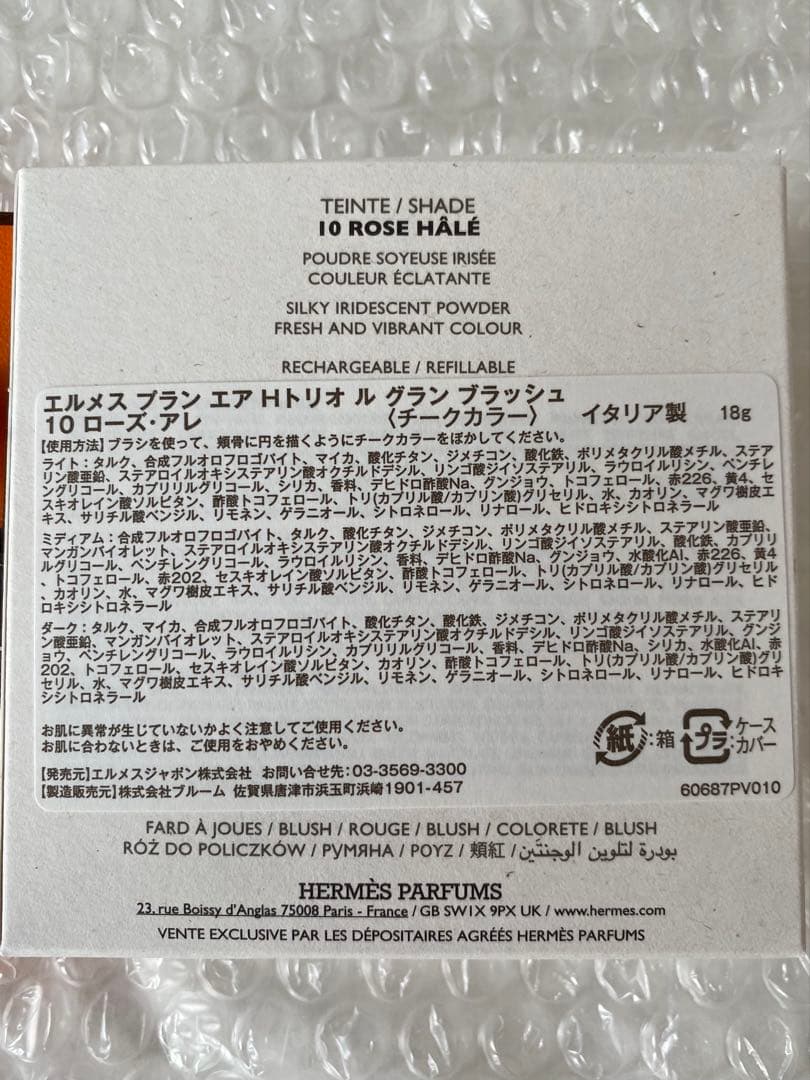 TEINTE / SHADE
10 ROSE HÂLÉ
POUDRE SOYEUSE IRISÉE
COULEUR ÉCLATANTE
SILKY IRIDESCENT POWDER
FRESH AND VIBRANT COLOUR
RECHARGEABLE / REFILLABLE
エルメス プラン エア Hトリオ ル グラン ブラッシュ
10 ローズ・アレ 〈チークカラー〉 イタリア製 18g
【使用方法】ブラシを使って、頬骨に円を描くようにチークカラーをぼかしてください。
ライト：タルク、合成フルオロフロゴパイト、マイカ、酸化チタン、ジメチコン、酸化鉄、ポリメタクリル酸メチル、ステア
リン酸亜鉛、ステアロイルオキシステアリン酸オクチルドデシル、リンゴ酸ジイソステアリル、ラウロイルリシン、ペンチレ
ングリコール、カプリリルグリコール、シリカ、香料、デヒドロ酢酸Na、グンジョウ、トコフェロール、赤226、黄4、セ
スキオレイン酸ソルビタン、酢酸トコフェロール、トリ(カプリル酸/カプリン酸)グリセリル、水、カオリン、マグワ樹皮エ
キス、サリチル酸ベンジル、リモネン、ゲラニオール、シトロネロール、リナロール、ヒドロキシシトロネラール
ミディアム：合成フルオロフロゴパイト、タルク、酸化チタン、ジメチコン、ポリメタクリル酸メチル、ステアリン酸亜鉛、
マンガンバイオレット、ステアロイルオキシステアリン酸オクチルドデシル、リンゴ酸ジイソステアリル、酸化鉄、カプリリ
ルグリコール、ペンチレングリコール、ラウロイルリシン、香料、デヒドロ酢酸Na、グンジョウ、水酸化Al、赤226、黄4
、トコフェロール、赤202、セスキオレイン酸ソルビタン、酢酸トコフェロール、トリ(カプリル酸/カプリン酸)グリセリル
、カオリン、水、マグワ樹皮エキス、サリチル酸ベンジル、リモネン、ゲラニオール、シトロネロール、リナロール、ヒド
ロキシシトロネラール
ダーク：タルク、マイカ、合成フルオロフロゴパイト、酸化チタン、酸化鉄、ジメチコン、ポリメタクリル酸メチル、ステアリ
ン酸亜鉛、マンガンバイオレット、ステアロイルオキシステアリン酸オクチルドデシル、リンゴ酸ジイソステアリル、グンジ
ョウ、ペンチレングリコール、ラウロイルリシン、カプリリルグリコール、香料、デヒドロ酢酸Na、シリカ、水酸化Al、赤
202、トコフェロール、セスキオレイン酸ソルビタン、カオリン、酢酸トコフェロール、トリ(カプリル酸/カプリン酸)グリ
セリル、水、マグワ樹皮エキス、サリチル酸ベンジル、リモネン、ゲラニオール、シトロネロール、リナロール、ヒドロキ
シシトロネラール
お肌に異常が生じていないかよく注意してご使用ください。
お肌に合わないときは、ご使用をおやめください。
紙：箱 プラ：ケース
カバー
【発売元】エルメスジャポン株式会社 お問い合せ先：03-3569-3300
【製造販売元】株式会社ブルーム 佐賀県唐津市浜玉町浜崎1901-457 60687PV010
FARD À JOUES / BLUSH / ROUGE / BLUSH / COLORETE / BLUSH
RÓŻ DO POLICZKÓW / РУМЯНА / ΡΟΥΖ / 頬紅 / بودرة لتلوين الوجنتين
HERMÈS PARFUMS
23, rue Boissy d'Anglas 75008 Paris - France / GB SW1X 9PX UK / www.hermes.com
VENTE EXCLUSIVE PAR LES DÉPOSITAIRES AGRÉÉS HERMÈS PARFUMS